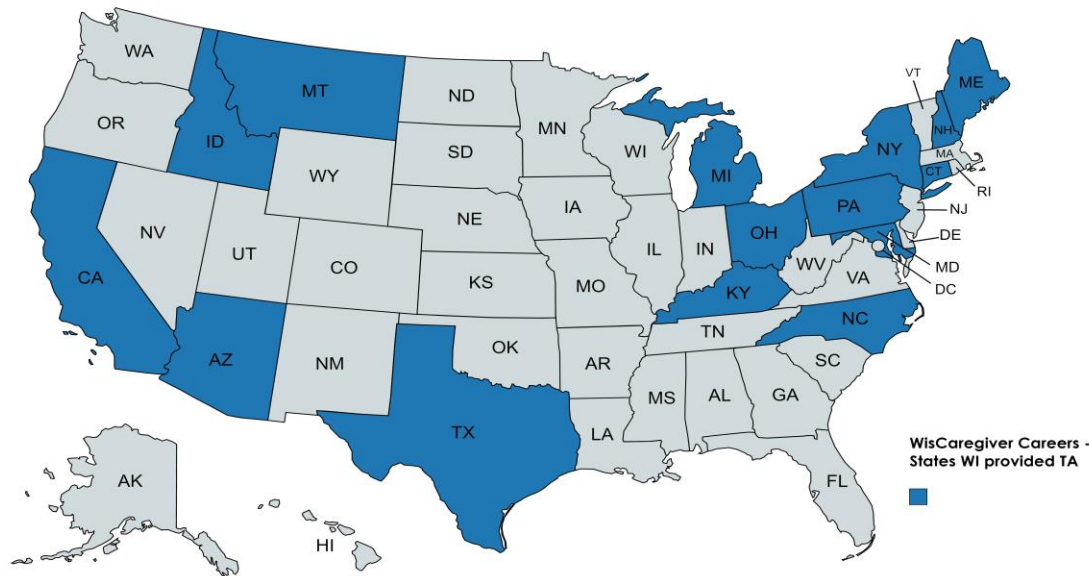 WA
MT
ND
MN
VT
ME
OR
ID
SD
WI
NH
NY
MA
WY
MI
CT
RI
IA
PA
NE
NJ
NV
OH
IL
IN
DE
UT
CO
WV
MD
CA
KS
MO
VA
DC
KY
NC
TN
OK
AZ
NM
AR
SC
MS
AL
GA
TX
LA
WisCaregiver Careers -
States WI provided TA
FL
AK
HI